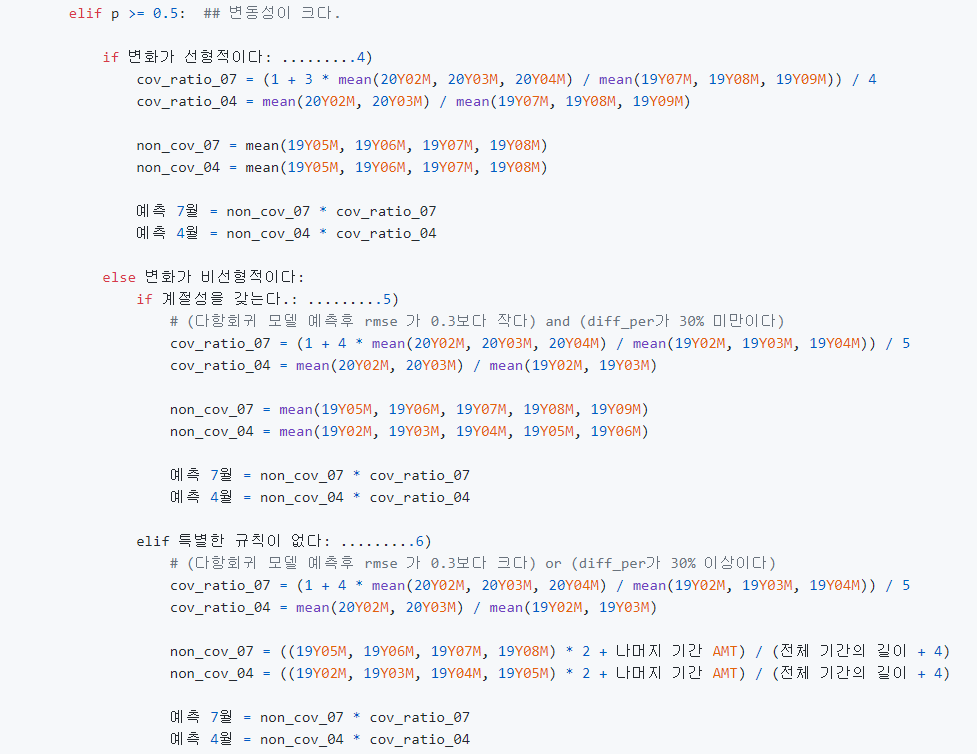 elif p >= 0.5:  ## 변동성이 크다.
if 변화가 선형적이다: .........4)
cov_ratio_07 = (1 + 3 * mean(20Y02M, 20Y03M, 20Y04M) / mean(19Y07M, 19Y08M, 19Y09M)) / 4
cov_ratio_04 = mean(20Y02M, 20Y03M) / mean(19Y07M, 19Y08M, 19Y09M)
non_cov_07 = mean(19Y05M, 19Y06M, 19Y07M, 19Y08M)
non_cov_04 = mean(19Y05M, 19Y06M, 19Y07M, 19Y08M)
예측 7월 = non_cov_07 * cov_ratio_07
예측 4월 = non_cov_04 * cov_ratio_04
else 변화가 비선형적이다:
if 계절성을 갖는다.: .........5)
# (다항회귀 모델 예측후 rmse 가 0.3보다 작다) and (diff_per가 30% 미만이다)
cov_ratio_07 = (1 + 4 * mean(20Y02M, 20Y03M, 20Y04M) / mean(19Y02M, 19Y03M, 19Y04M)) / 5
cov_ratio_04 = mean(20Y02M, 20Y03M) / mean(19Y02M, 19Y03M)
non_cov_07 = mean(19Y05M, 19Y06M, 19Y07M, 19Y08M, 19Y09M)
non_cov_04 = mean(19Y02M, 19Y03M, 19Y04M, 19Y05M, 19Y06M)
예측 7월 = non_cov_07 * cov_ratio_07
예측 4월 = non_cov_04 * cov_ratio_04
elif 특별한 규칙이 없다: .........6)
# (다항회귀 모델 예측후 rmse 가 0.3보다 크다) or (diff_per가 30% 이상이다)
cov_ratio_07 = (1 + 4 * mean(20Y02M, 20Y03M, 20Y04M) / mean(19Y02M, 19Y03M, 19Y04M)) / 5
cov_ratio_04 = mean(20Y02M, 20Y03M) / mean(19Y02M, 19Y03M)
non_cov_07 = ((19Y05M, 19Y06M, 19Y07M, 19Y08M) * 2 + 나머지 기간 AMT) / (전체 기간의 길이 + 4)
non_cov_04 = ((19Y02M, 19Y03M, 19Y04M, 19Y05M) * 2 + 나머지 기간 AMT) / (전체 기간의 길이 + 4)
예측 7월 = non_cov_07 * cov_ratio_07
예측 4월 = non_cov_04 * cov_ratio_04